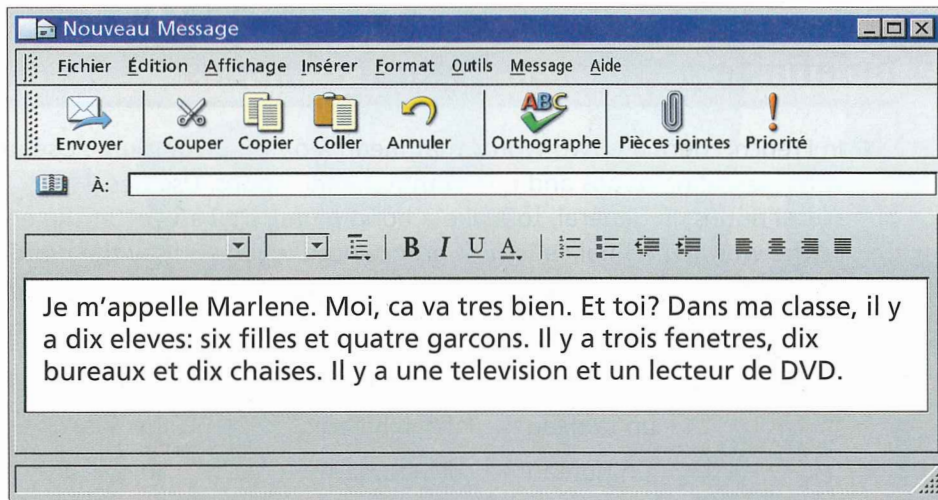 Nouveau Message
Fichier Édition Affichage Insérer Format Outils Message Aide
Envoyer Couper Copier Coller Annuler ABC Orthographe Pièces jointes Priorité
À:
B I U A
Je m'appelle Marlene. Moi, ca va tres bien. Et toi? Dans ma classe, il y
a dix eleves: six filles et quatre garcons. Il y a trois fenetres, dix
bureaux et dix chaises. Il y a une television et un lecteur de DVD.